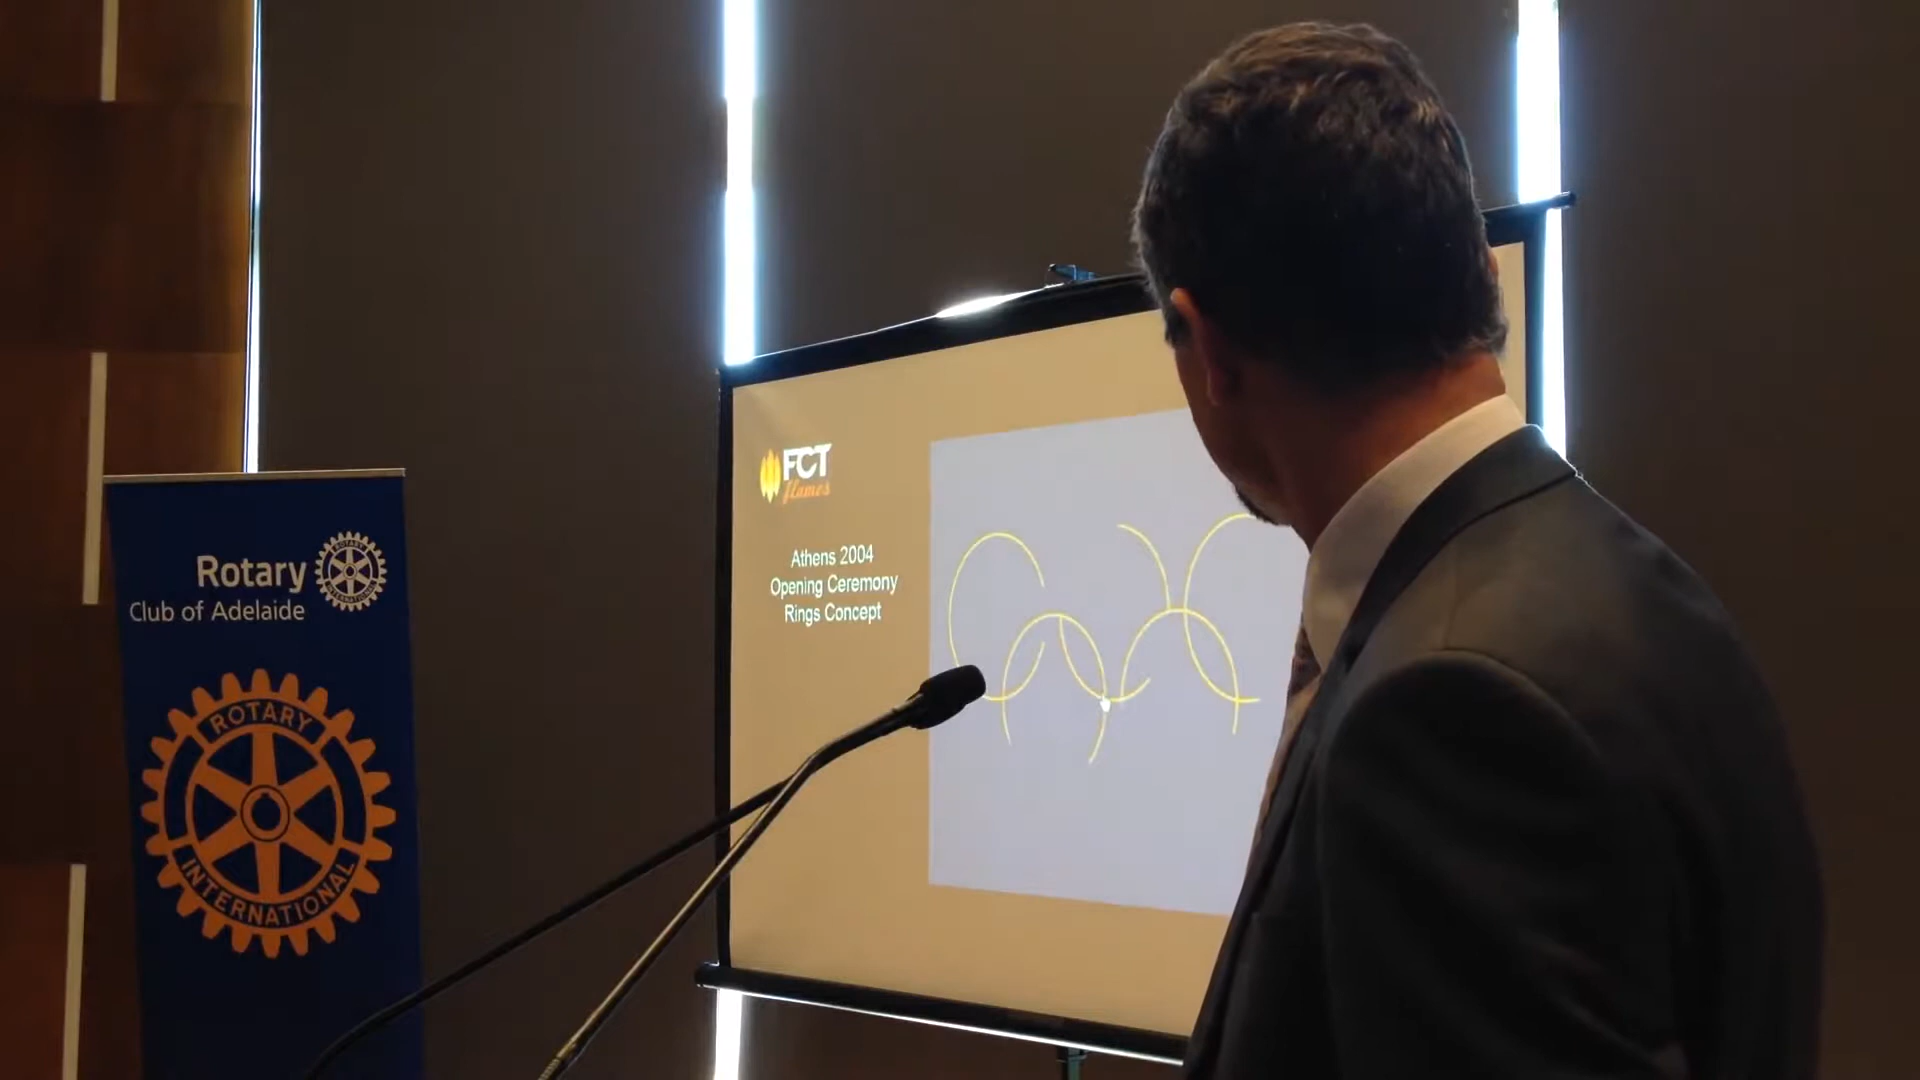 Rotary
Club of Adelaide
ROTARY
INTERNATIONAL
FCT
flames
Athens 2004
Opening Ceremony
Rings Concept